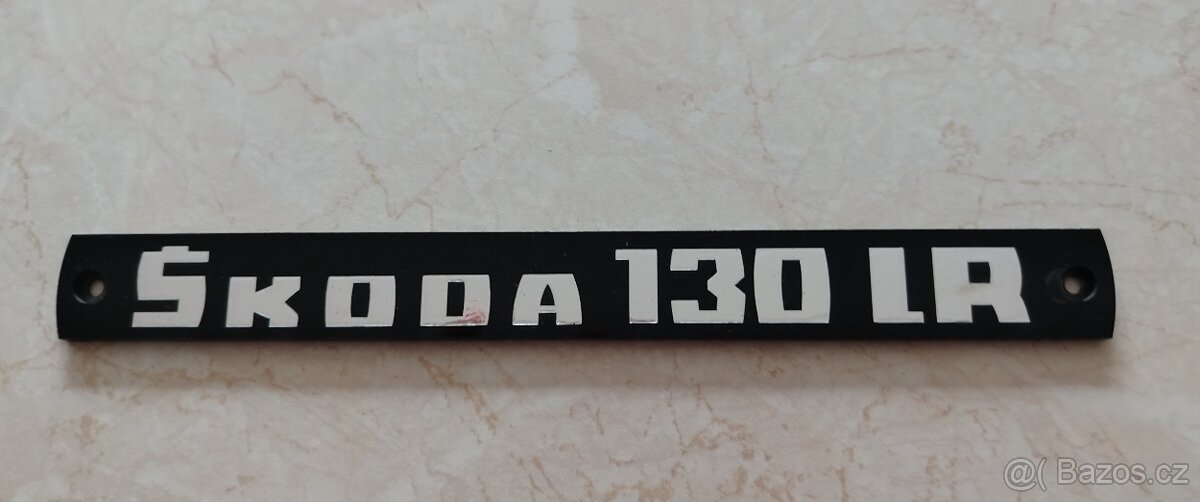 ŠKODA 130 LR
@( Bazos.cz